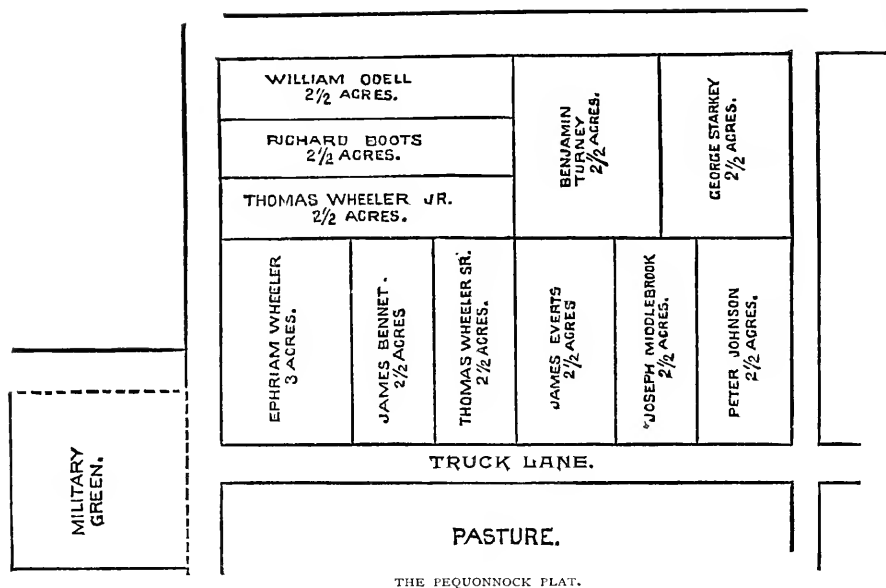 WILLIAM ODELL
2½ ACRES.
RICHARD BOOTS
2½ ACRES.
THOMAS WHEELER JR.
2½ ACRES.
BENJAMIN
TURNEY
2½ ACRES.
GEORGE STARKEY
2½ ACRES.
EPHRIAM WHEELER
3 ACRES.
JAMES BENNET.
2½ ACRES
THOMAS WHEELER SR.
2½ ACRES.
JAMES EVERTS
2½ ACRES
JOSEPH MIDDLEBROOK
2½ ACRES.
PETER JOHNSON
2½ ACRES.
MILITARY
GREEN.
TRUCK LANE.
PASTURE.
THE PEQUONNOCK PLAT.